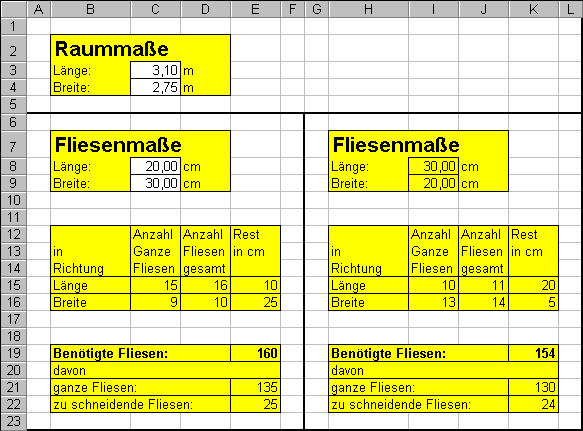 A B C D E F G H I J K L
1
2 Raummaße
3 Länge: 3,10 m
4 Breite: 2,75 m
5
6
7 Fliesenmaße Fliesenmaße
8 Länge: 20,00 cm Länge: 30,00 cm
9 Breite: 30,00 cm Breite: 20,00 cm
10
11
12 Anzahl Anzahl Rest Anzahl Anzahl Rest
13 in Ganze Fliesen in cm in Ganze Fliesen in cm
14 Richtung Fliesen gesamt Richtung Fliesen gesamt
15 Länge 15 16 10 Länge 10 11 20
16 Breite 9 10 25 Breite 13 14 5
17
18
19 Benötigte Fliesen: 160 Benötigte Fliesen: 154
20 davon davon
21 ganze Fliesen: 135 ganze Fliesen: 130
22 zu schneidende Fliesen: 25 zu schneidende Fliesen: 24
23